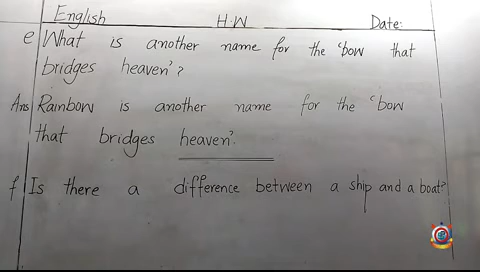 English H.W Date:
e What is another name for the 'bow that
bridges heaven'?
Ans Rainbow is another name for the 'bow
that bridges heaven'.
f Is there a difference between a ship and a boat?